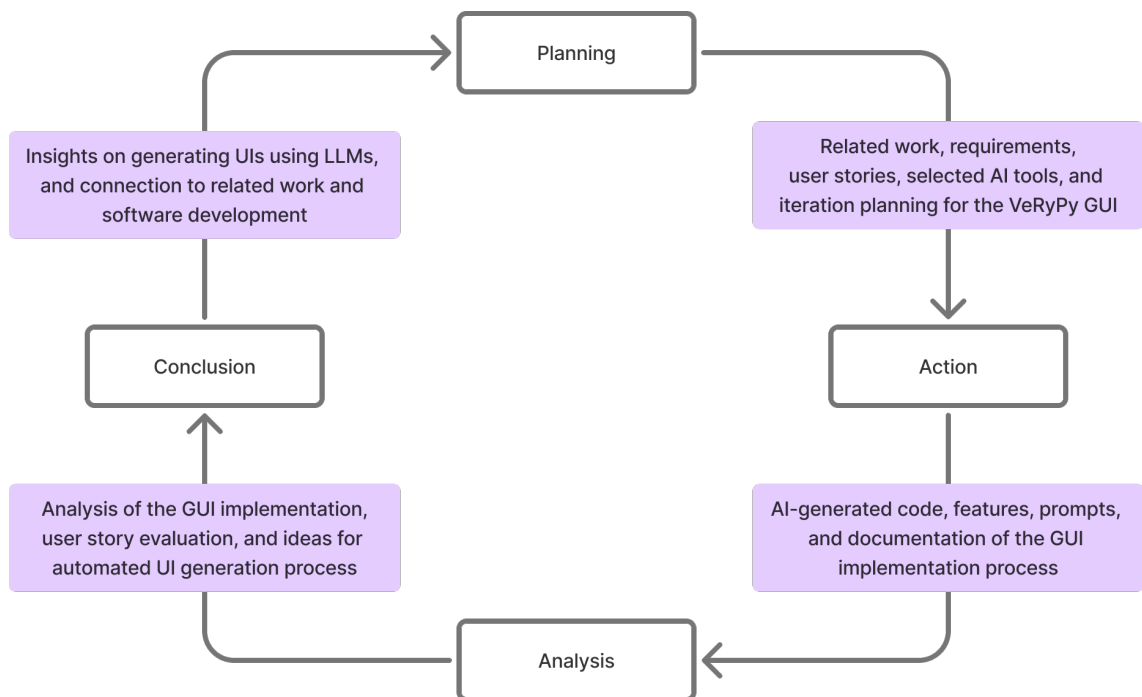 Planning
Insights on generating UIs using LLMs,
and connection to related work and
software development
Related work, requirements,
user stories, selected AI tools, and
iteration planning for the VeRyPy GUI
Conclusion
Action
Analysis of the GUI implementation,
user story evaluation, and ideas for
automated UI generation process
AI-generated code, features, prompts,
and documentation of the GUI
implementation process
Analysis